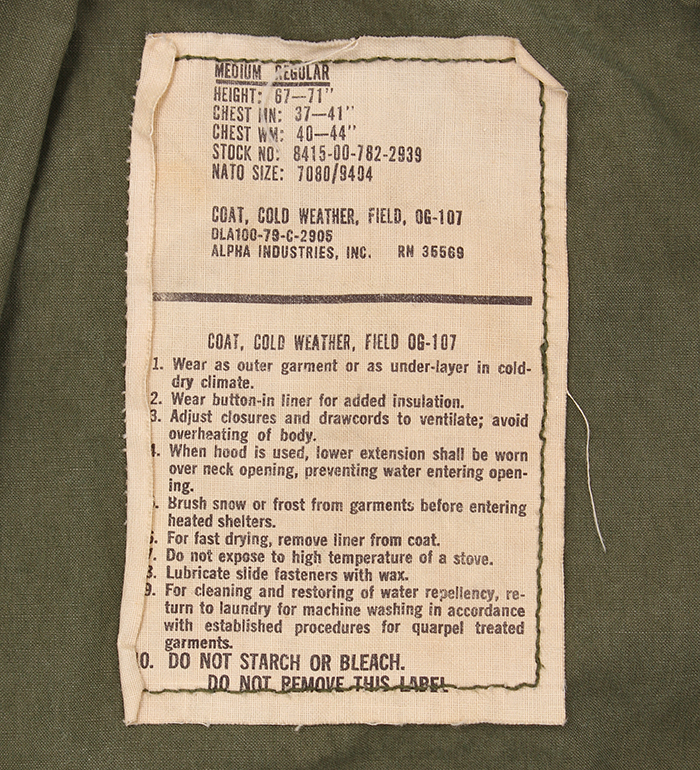 MEDIUM REGULAR
HEIGHT: 67—71"
CHEST MN: 37—41"
CHEST WM: 40—44"
STOCK NO: 8415-00-782-2939
NATO SIZE: 7080/9404
COAT, COLD WEATHER, FIELD, OG-107
DLA100-79-C-2905
ALPHA INDUSTRIES, INC. RN 35569
COAT, COLD WEATHER, FIELD OG-107
1. Wear as outer garment or as under-layer in cold-
dry climate.
2. Wear button-in liner for added insulation.
3. Adjust closures and drawcords to ventilate; avoid
overheating of body.
4. When hood is used, lower extension shall be worn
over neck opening, preventing water entering open-
ing.
5. Brush snow or frost from garments before entering
heated shelters.
6. For fast drying, remove liner from coat.
7. Do not expose to high temperature of a stove.
8. Lubricate slide fasteners with wax.
9. For cleaning and restoring of water repellency, re-
turn to laundry for machine washing in accordance
with established procedures for quarpel treated
garments.
10. DO NOT STARCH OR BLEACH.
DO NOT REMOVE THIS LABEL